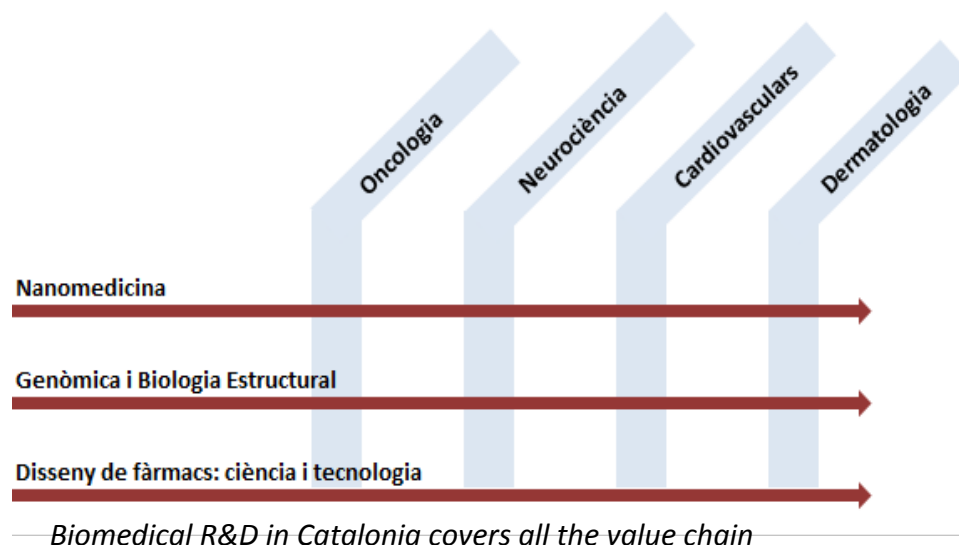 Oncologia
Neurociència
Cardiovasculars
Dermatologia
Nanomedicina
Genòmica i Biologia Estructural
Disseny de fàrmacs: ciència i tecnologia
Biomedical R&D in Catalonia covers all the value chain